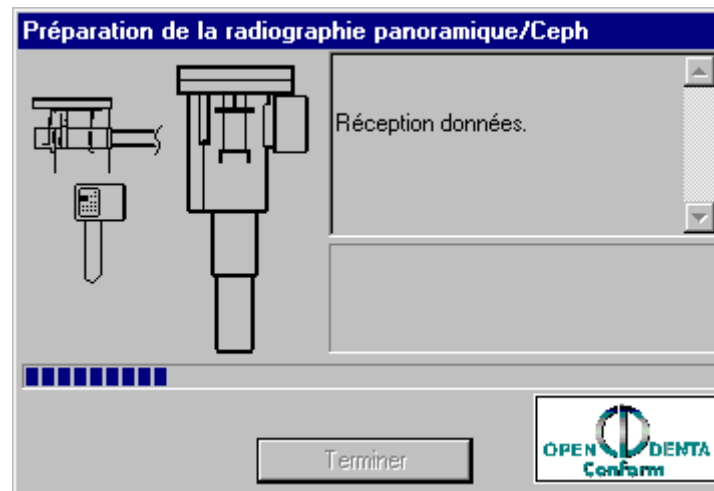 Préparation de la radiographie panoramique/Ceph
Réception données.
Terminer
OPEN DENTA
Conform